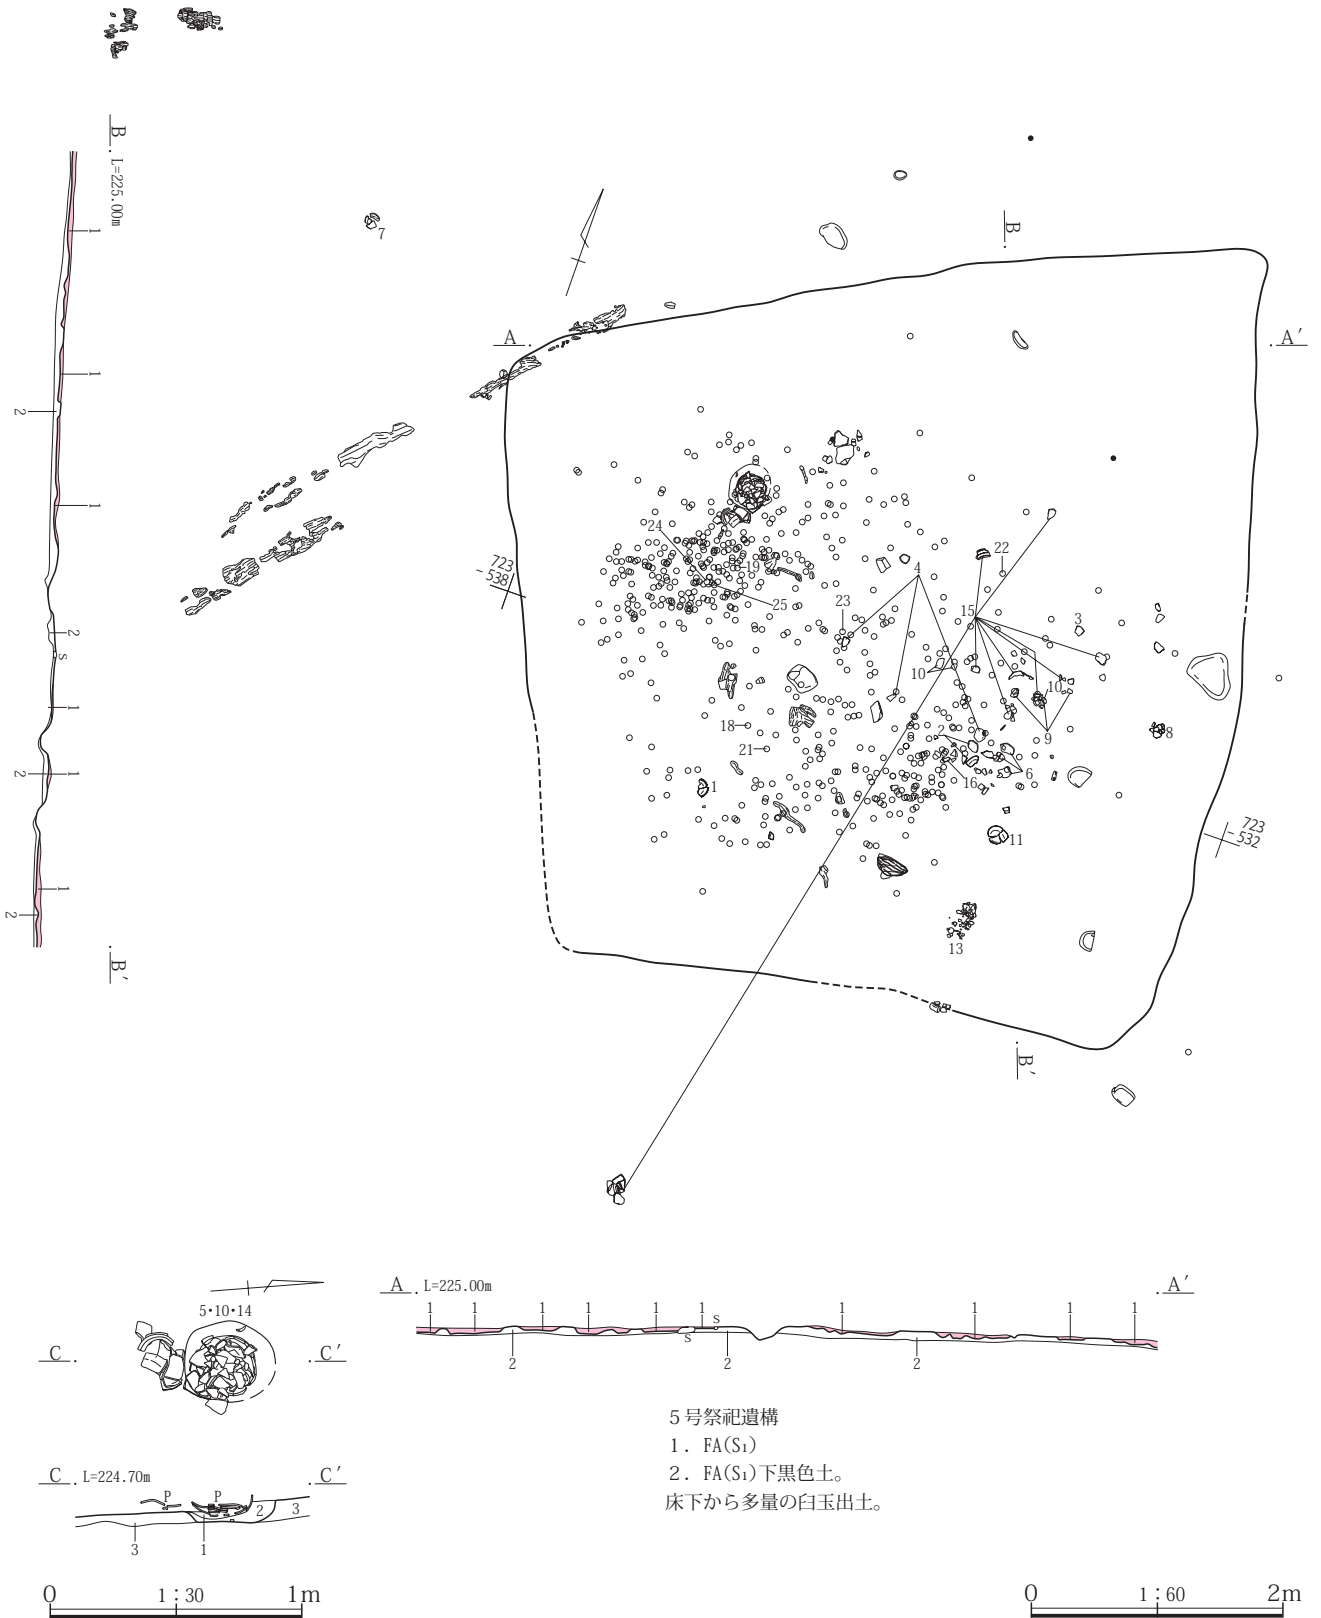 B
L=225.00m
1
7
B
A
A′
1
2
1
24
22
4
19
723
-538
25
23
15
3
10
10
2
S
18
2
9
8
1
21
6
2
1
1
16
723
-532
11
1
2
13
B′
B′
A
L=225.00m
A′
5•10•14
1
1
1
1
1
1
S
1
1
1
1
C
C′
S
2
2
2
5号祭祀遺構
1．FA(S₁)
C
L=224.70m
C′
2．FA(S₁)下黒色土。
P
P
2
3
床下から多量の臼玉出土。
3
1
0
1：30
1m
0
1：60
2m